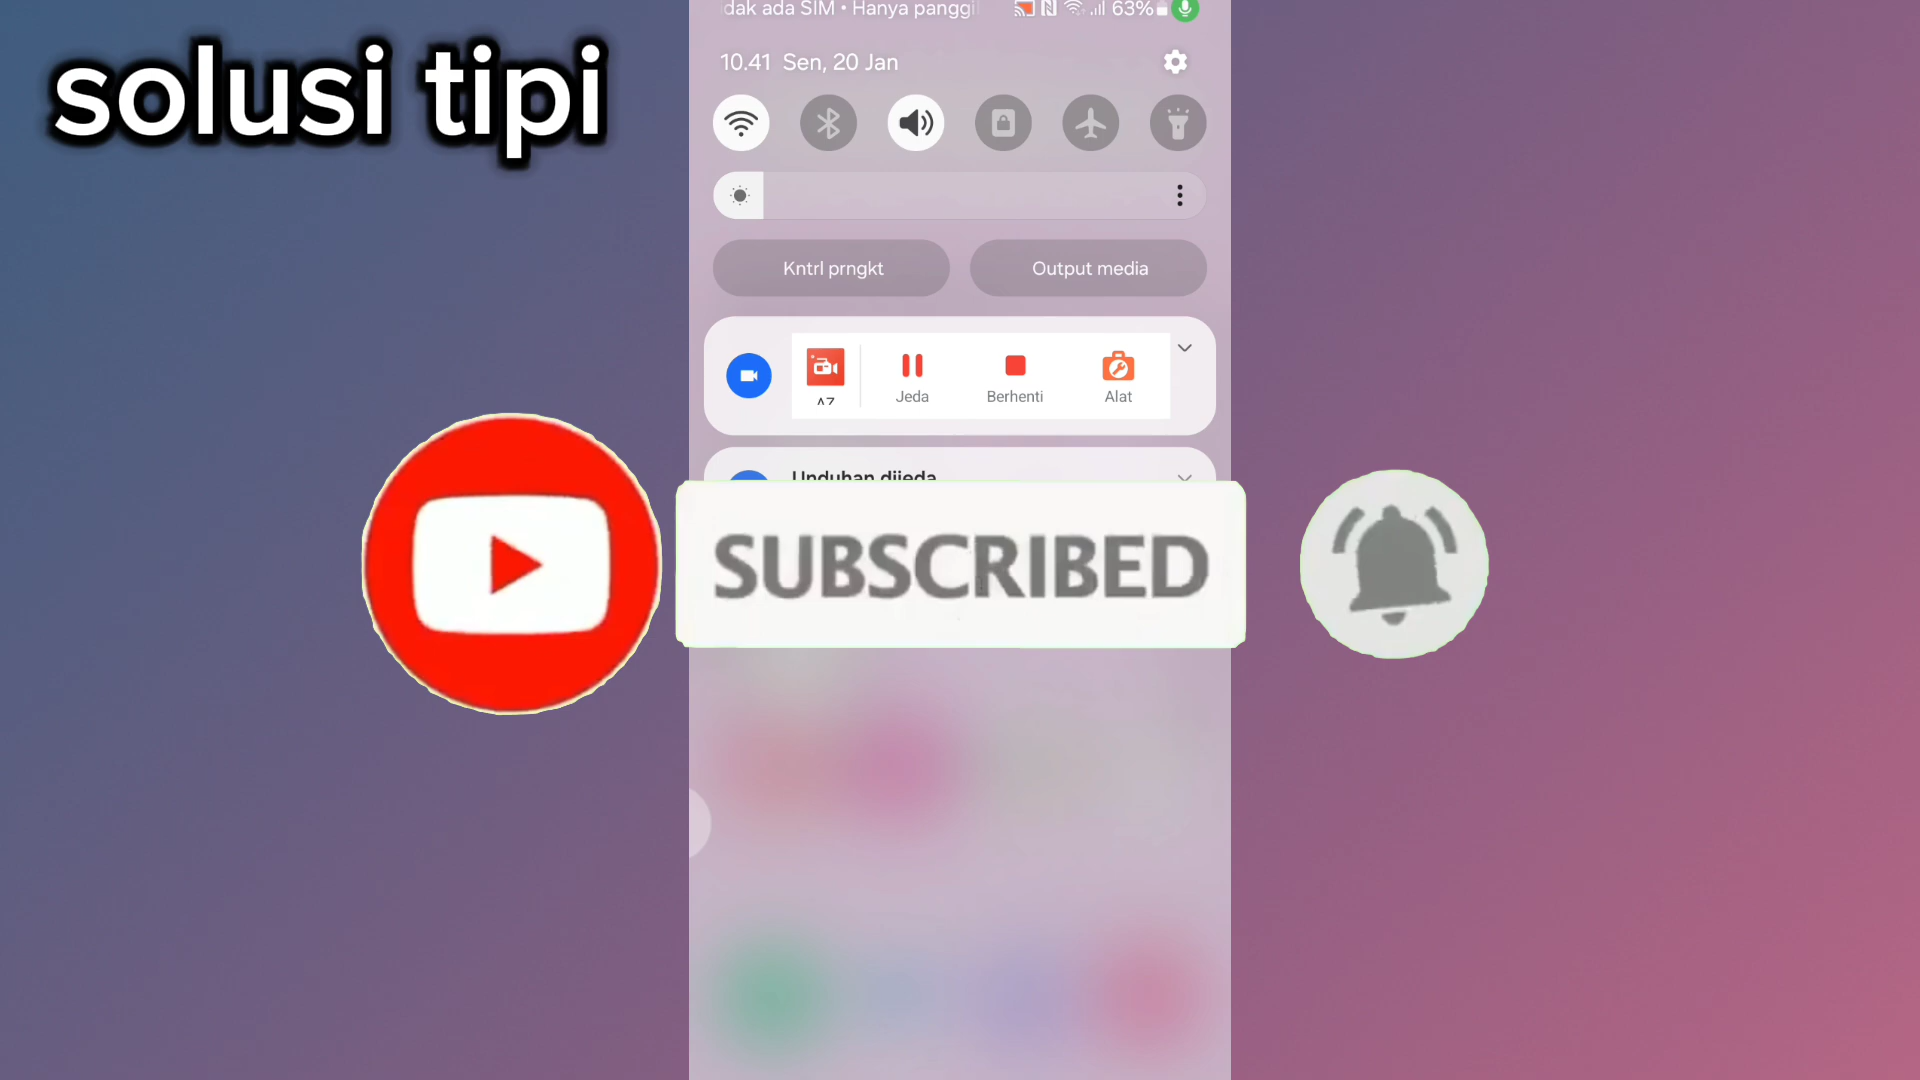 solusi tipi
dak ada SIM • Hanya panggi
63%
10.41 Sen, 20 Jan
Kntrl prngkt
Output media
AZ
Jeda
Berhenti
Alat
Unduhan dijeda
SUBSCRIBED